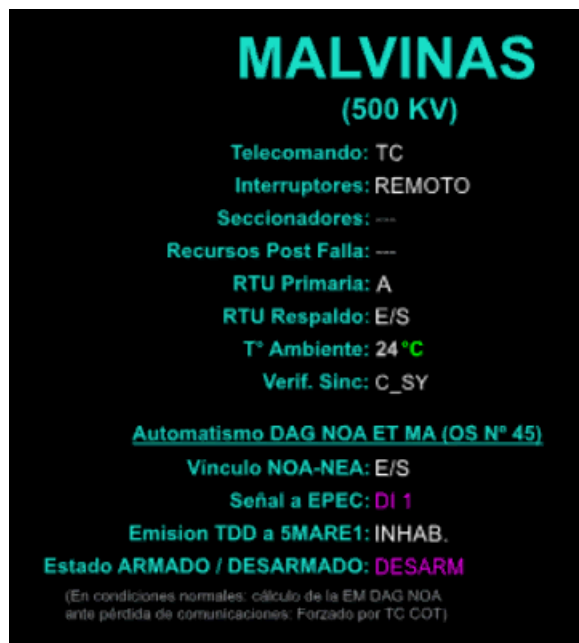 MALVINAS
(500 KV)
Telecomando: TC
Interruptores: REMOTO
Seccionadores: ---
Recursos Post Falla: ---
RTU Primaria: A
RTU Respaldo: E/S
T° Ambiente: 24 °C
Verif. Sinc: C_SY
Automatismo DAG NOA ET MA (OS Nº 45)
Vínculo NOA-NEA: E/S
Señal a EPEC: DI 1
Emision TDD a 5MARE1: INHAB.
Estado ARMADO / DESARMADO: DESARM
(En condiciones normales: cálculo de la EM DAG NOA
ante pérdida de comunicaciones: Forzado por TC COT)